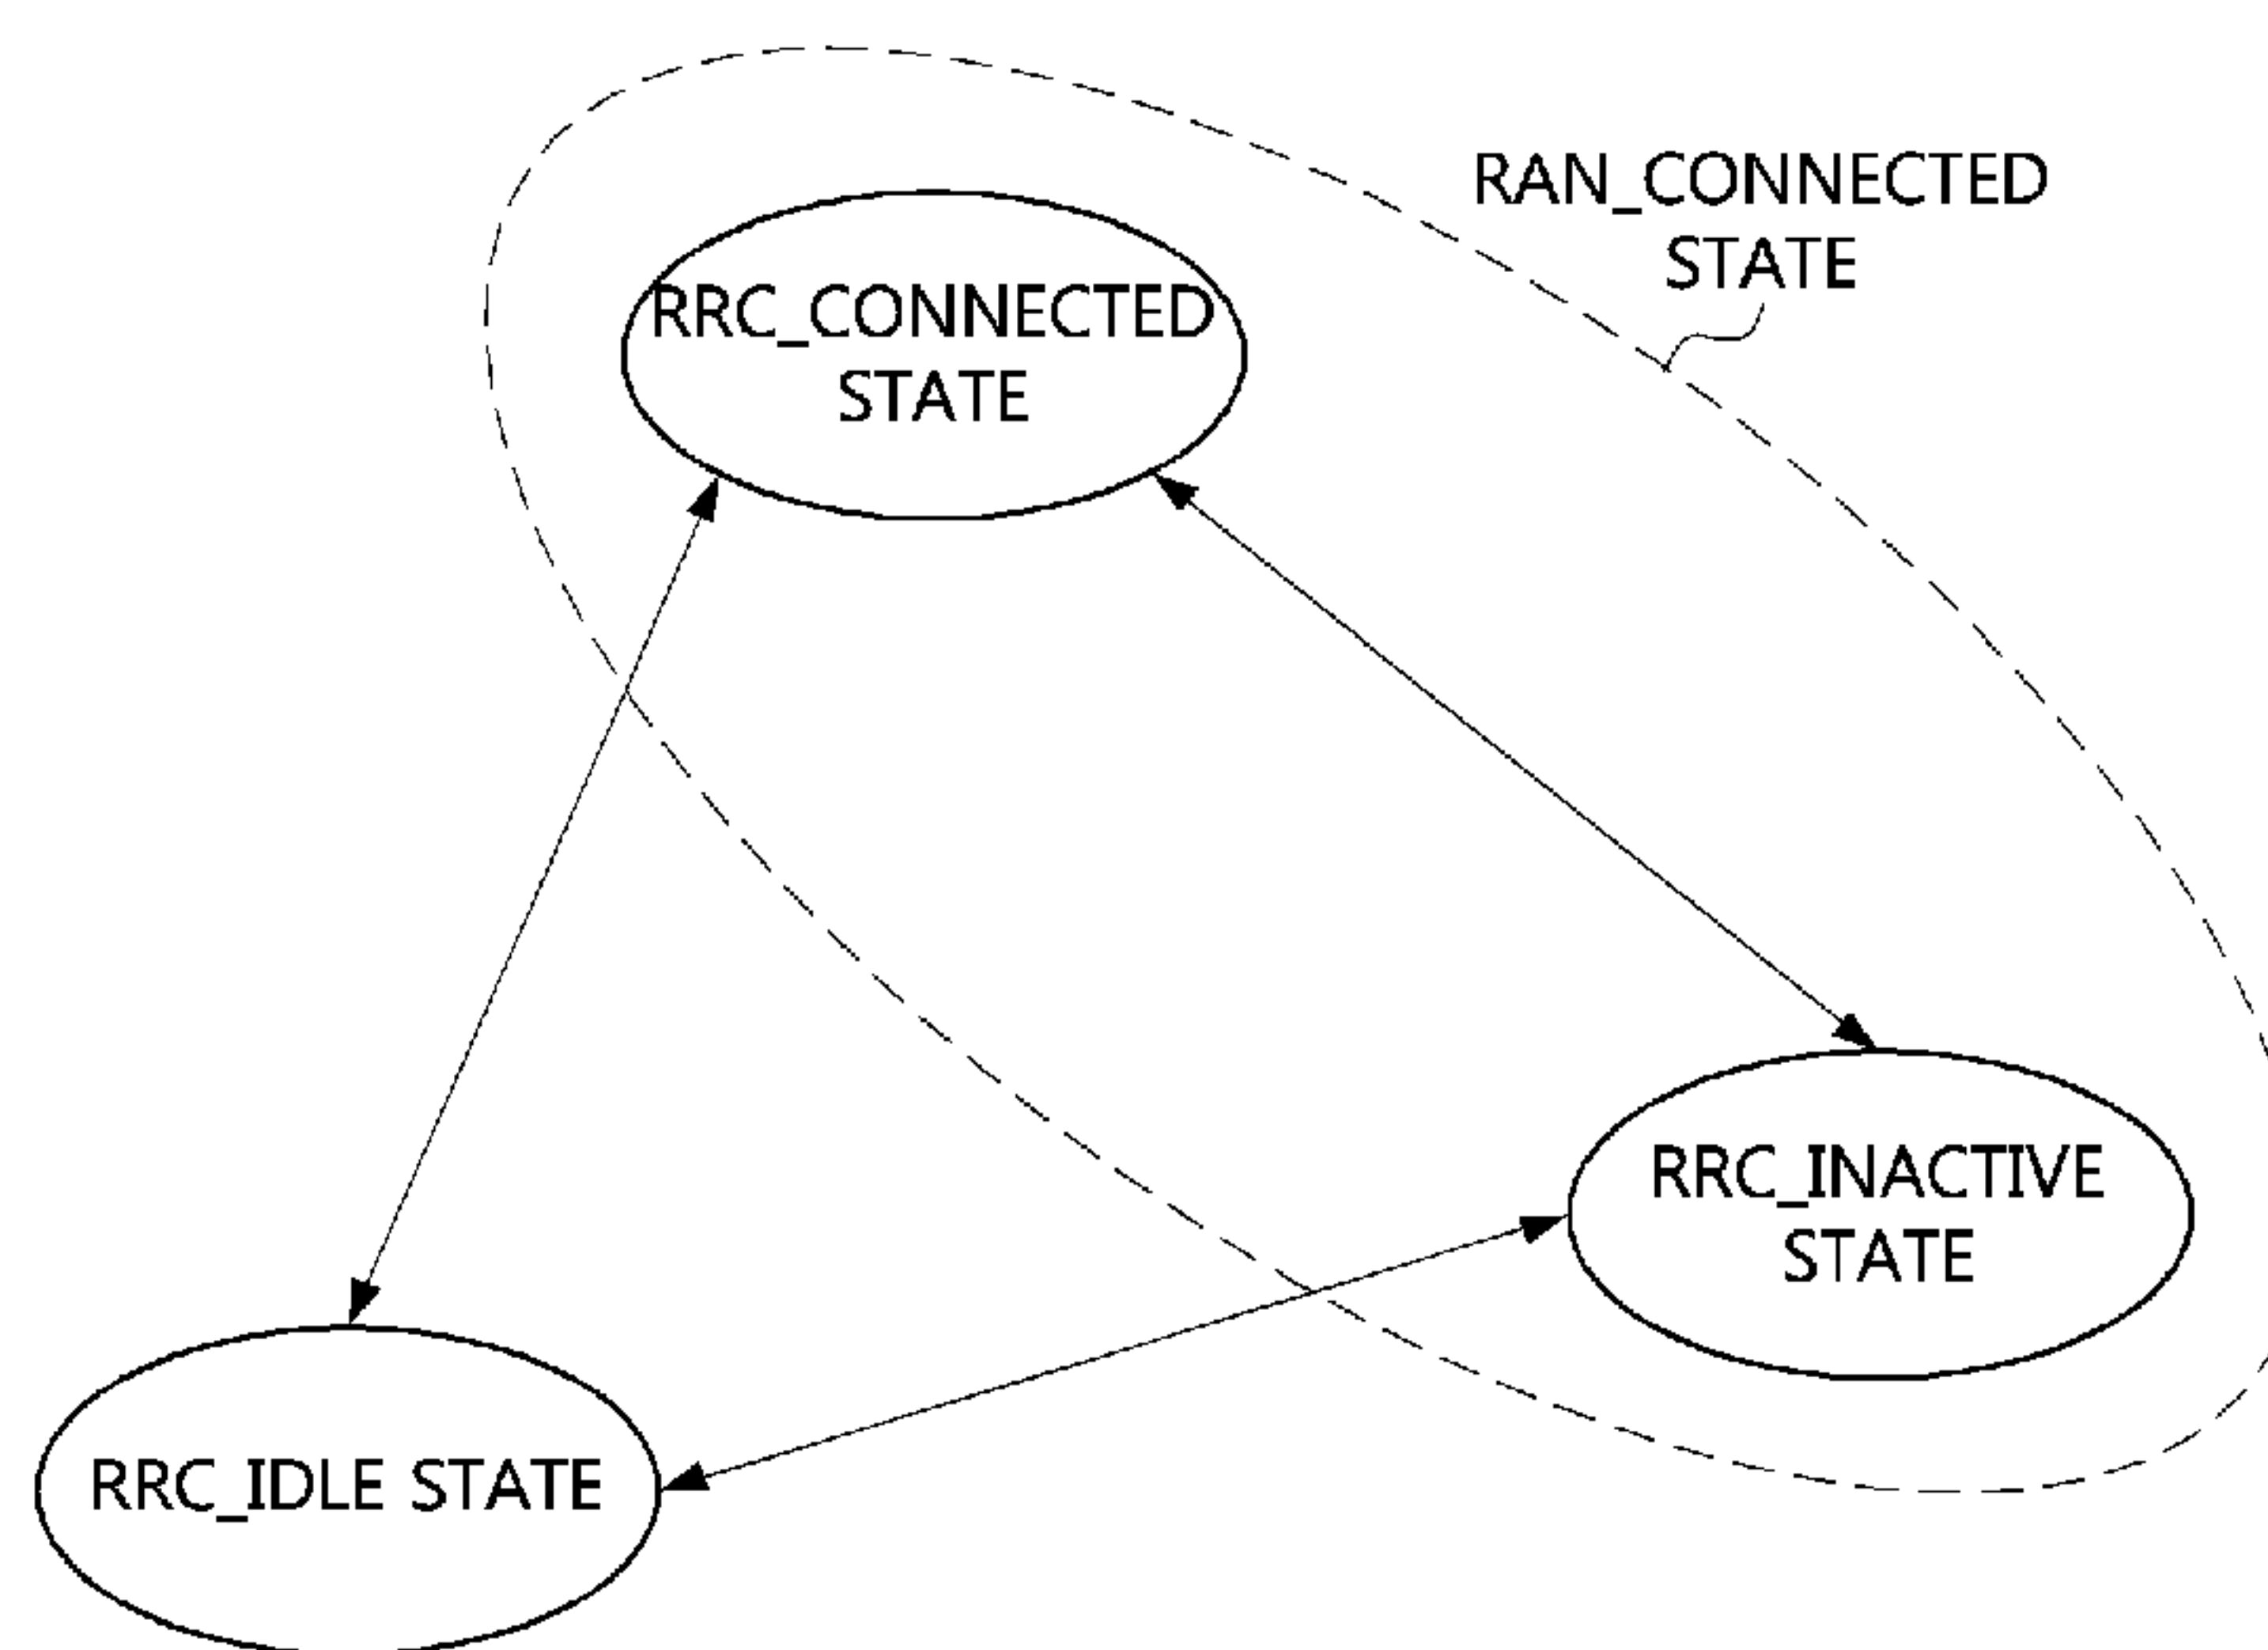 RAN_CONNECTED
STATE
RRC_CONNECTED
STATE
RRC_INACTIVE
STATE
RRC_IDLE STATE